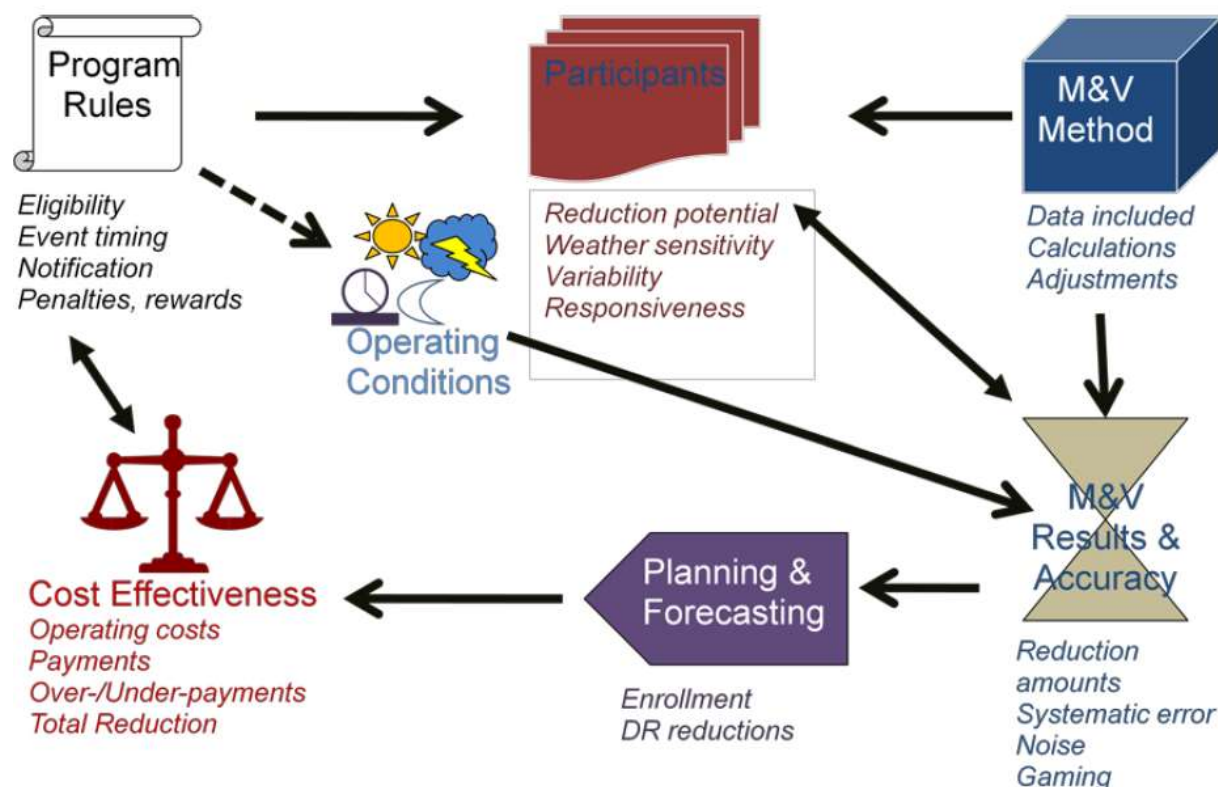 Program
Rules
Eligibility
Event timing
Notification
Penalties, rewards
Participants
Reduction potential
Weather sensitivity
Variability
Responsiveness
M&V
Method
Data included
Calculations
Adjustments
Operating
Conditions
M&V
Results &
Accuracy
Reduction
amounts
Systematic error
Noise
Gaming
Planning &
Forecasting
Enrollment
DR reductions
Cost Effectiveness
Operating costs
Payments
Over-/Under-payments
Total Reduction